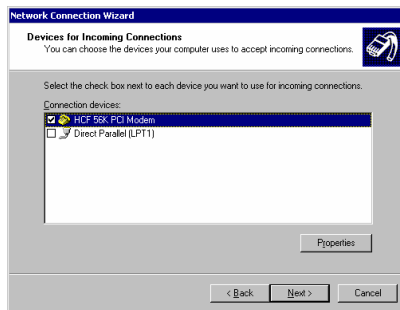 Network Connection Wizard
Devices for Incoming Connections
You can choose the devices your computer uses to accept incoming connections.
Select the check box next to each device you want to use for incoming connections.
Connection devices:
HCF 56K PCI Modem
Direct Parallel (LPT1)
Properties
< Back
Next >
Cancel